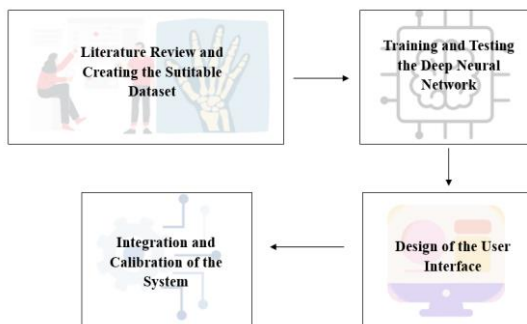 Literature Review and
Creating the Sutitable
Dataset
Training and Testing
the Deep Neural
Network
Design of the User
Interface
Integration and
Calibration of the
System